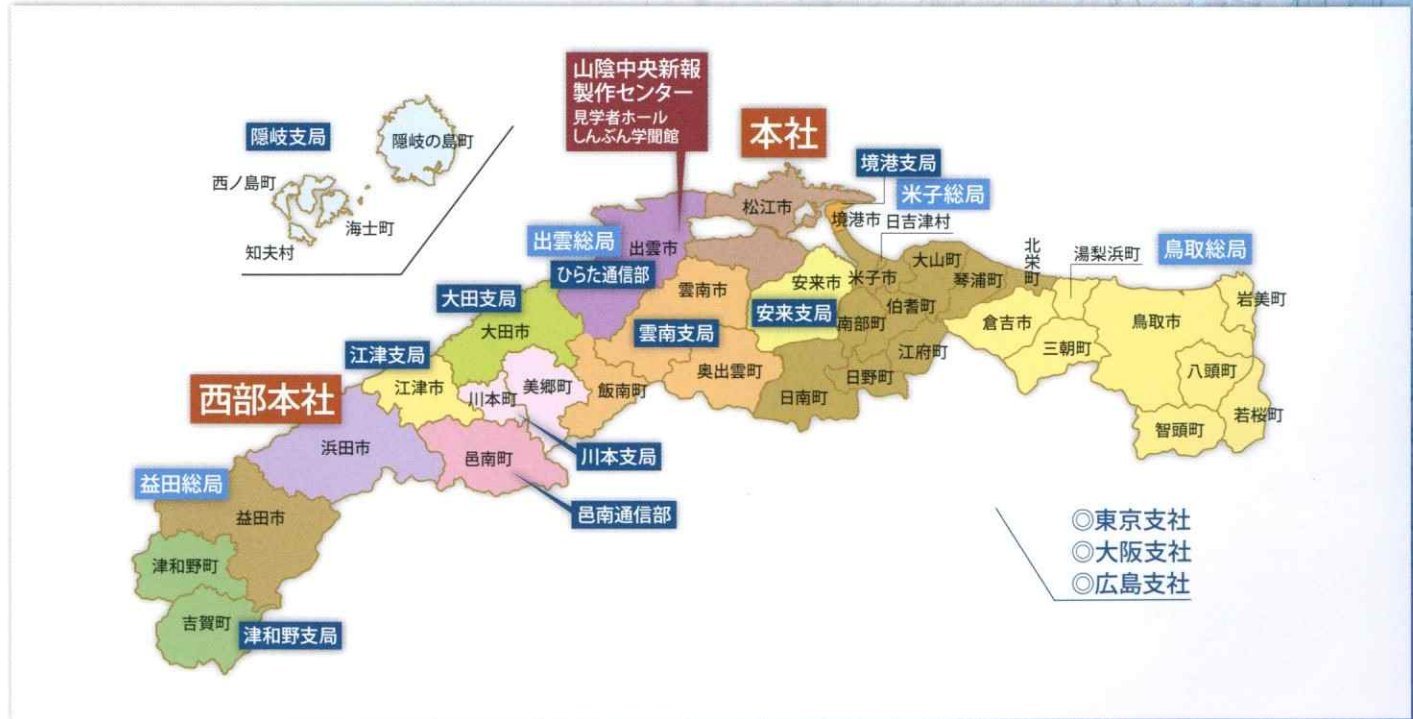 山陰中央新報
製作センター
見学者ホール
しんぶん学聞館
本社
隠岐支局
隠岐の島町
西ノ島町
海士町
知夫村
境港支局
米子総局
松江市
境港市
日吉津村
出雲総局
出雲市
ひらた通信部
北栄町
湯梨浜町
鳥取総局
大山町
琴浦町
米子市
安来市
伯耆町
岩美町
大田支局
雲南市
安来支局
南部町
倉吉市
鳥取市
大田市
雲南支局
江府町
三朝町
江津支局
奥出雲町
日野町
八頭町
西部本社
江津市
川本町
美郷町
飯南町
日南町
若桜町
智頭町
浜田市
邑南町
川本支局
益田総局
益田市
邑南通信部
◎東京支社
◎大阪支社
◎広島支社
津和野町
吉賀町
津和野支局